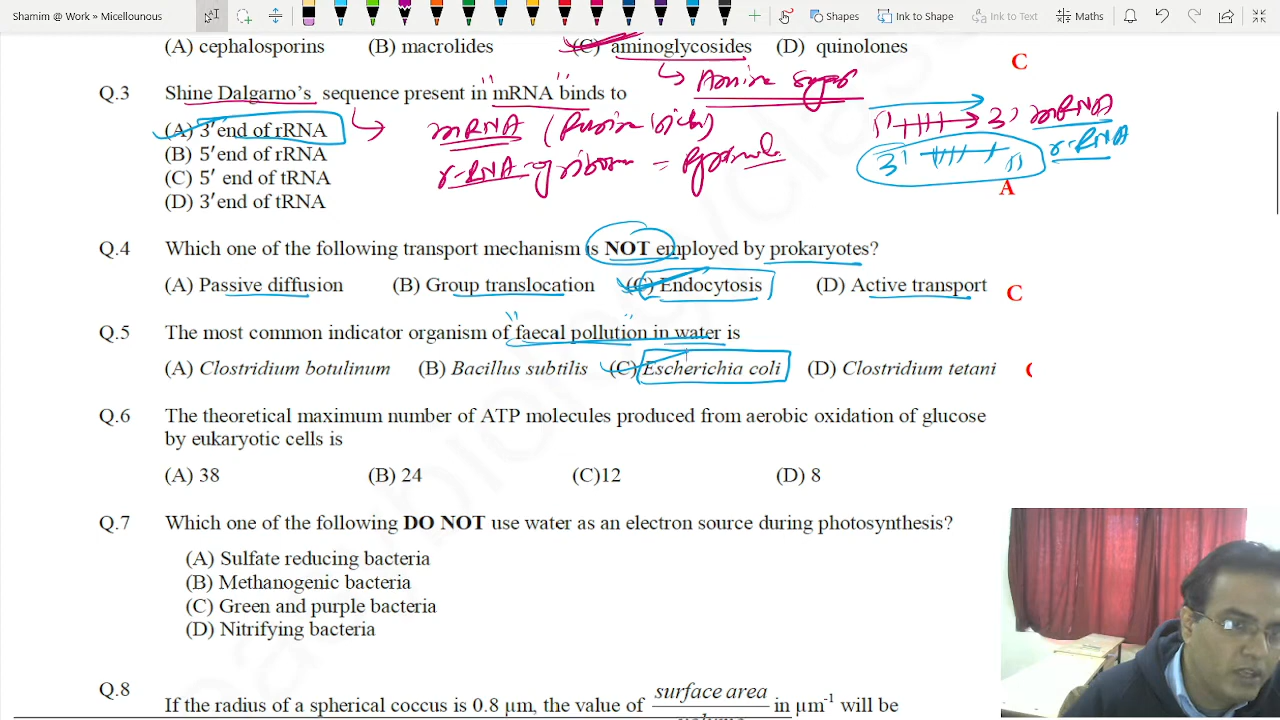 Shamim @ Work » Micellounous
Shapes
Ink to Shape
Ink to Text
Maths
(A) cephalosporins (B) macrolides (C) aminoglycosides (D) quinolones
C
Amino sugar
Q.3 Shine Dalgarno's sequence present in "mRNA" binds to
(A) 3′end of rRNA
(B) 5′end of rRNA
(C) 5′ end of tRNA
(D) 3′end of tRNA
mRNA
r-RNA = 
3' mRNA
3' r-RNA
A
Q.4 Which one of the following transport mechanism is NOT employed by prokaryotes?
(A) Passive diffusion (B) Group translocation (C) Endocytosis (D) Active transport
C
Q.5 The most common indicator organism of "faecal pollution" in water is
(A) Clostridium botulinum (B) Bacillus subtilis (C) Escherichia coli (D) Clostridium tetani
Q.6 The theoretical maximum number of ATP molecules produced from aerobic oxidation of glucose
by eukaryotic cells is
(A) 38 (B) 24 (C)12 (D) 8
Q.7 Which one of the following DO NOT use water as an electron source during photosynthesis?
(A) Sulfate reducing bacteria
(B) Methanogenic bacteria
(C) Green and purple bacteria
(D) Nitrifying bacteria
Q.8 If the radius of a spherical coccus is 0.8 μm, the value of surface area in μm⁻¹ will be